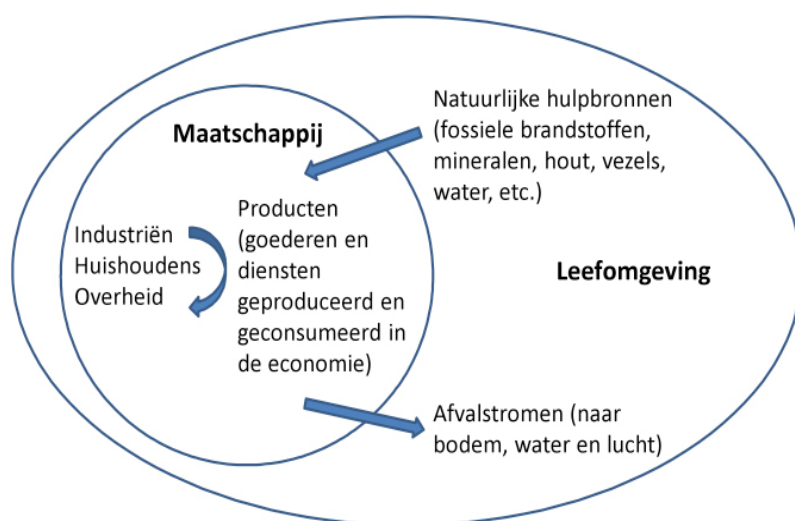 Natuurlijke hulpbronnen
(fossiele brandstoffen,
mineralen, hout, vezels,
water, etc.)
Maatschappij
Producten
(goederen en
diensten
geproduceerd en
geconsumeerd in
de economie)
Industriën
Huishoudens
Overheid
Leefomgeving
Afvalstromen (naar
bodem, water en lucht)